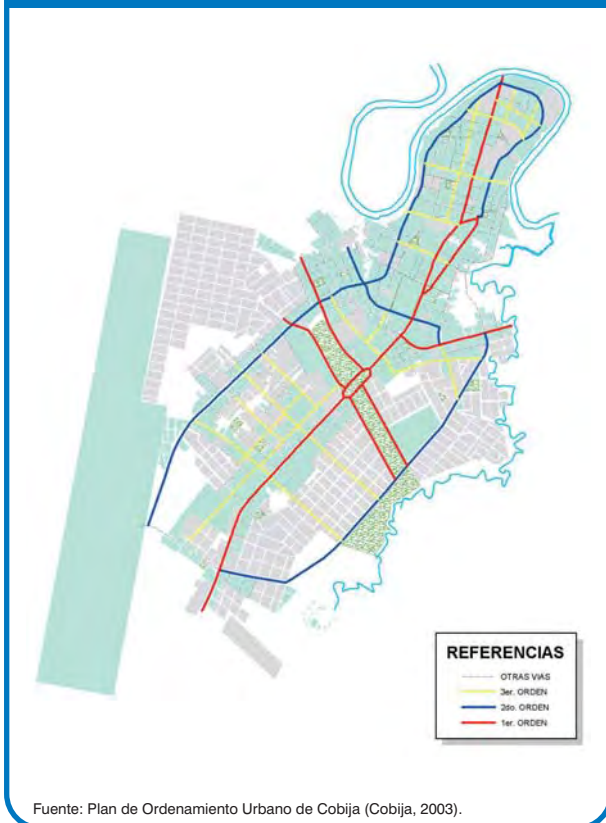 REFERENCIAS
OTRAS VIAS
3er. ORDEN
2do. ORDEN
1er. ORDEN
Fuente: Plan de Ordenamiento Urbano de Cobija (Cobija, 2003).